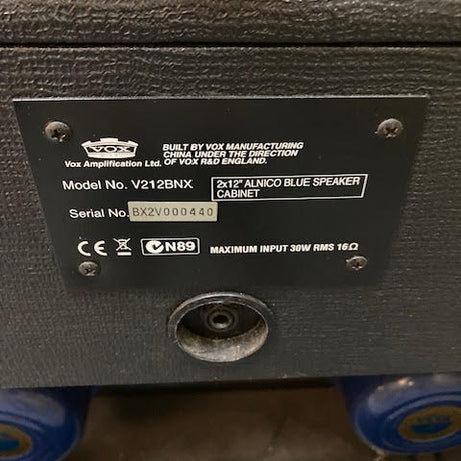 VOX
BUILT BY VOX MANUFACTURING
CHINA UNDER THE DIRECTION
Vox Amplification Ltd. OF VOX R&D ENGLAND.
Model No. V212BNX 2x12" ALNICO BLUE SPEAKER
CABINET
Serial No. BX2V000440
CE N89 MAXIMUM INPUT 30W RMS 16Ω